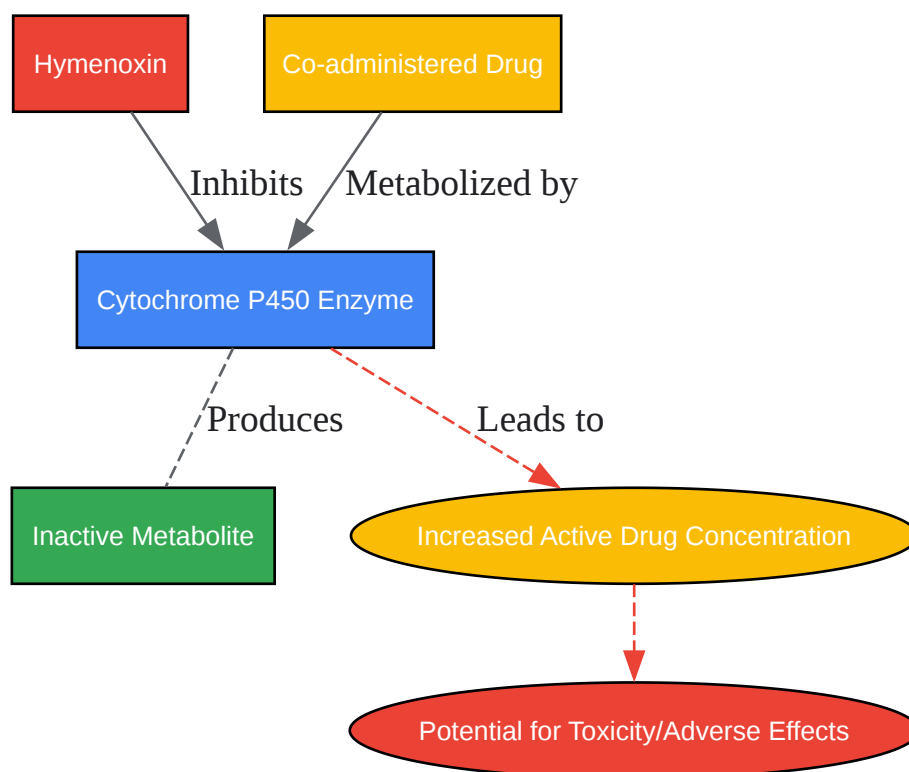 Hymenoxin
Co-administered Drug
Inhibits
Metabolized by
Cytochrome P450 Enzyme
Produces
Leads to
Inactive Metabolite
Increased Active Drug Concentration
Potential for Toxicity/Adverse Effects